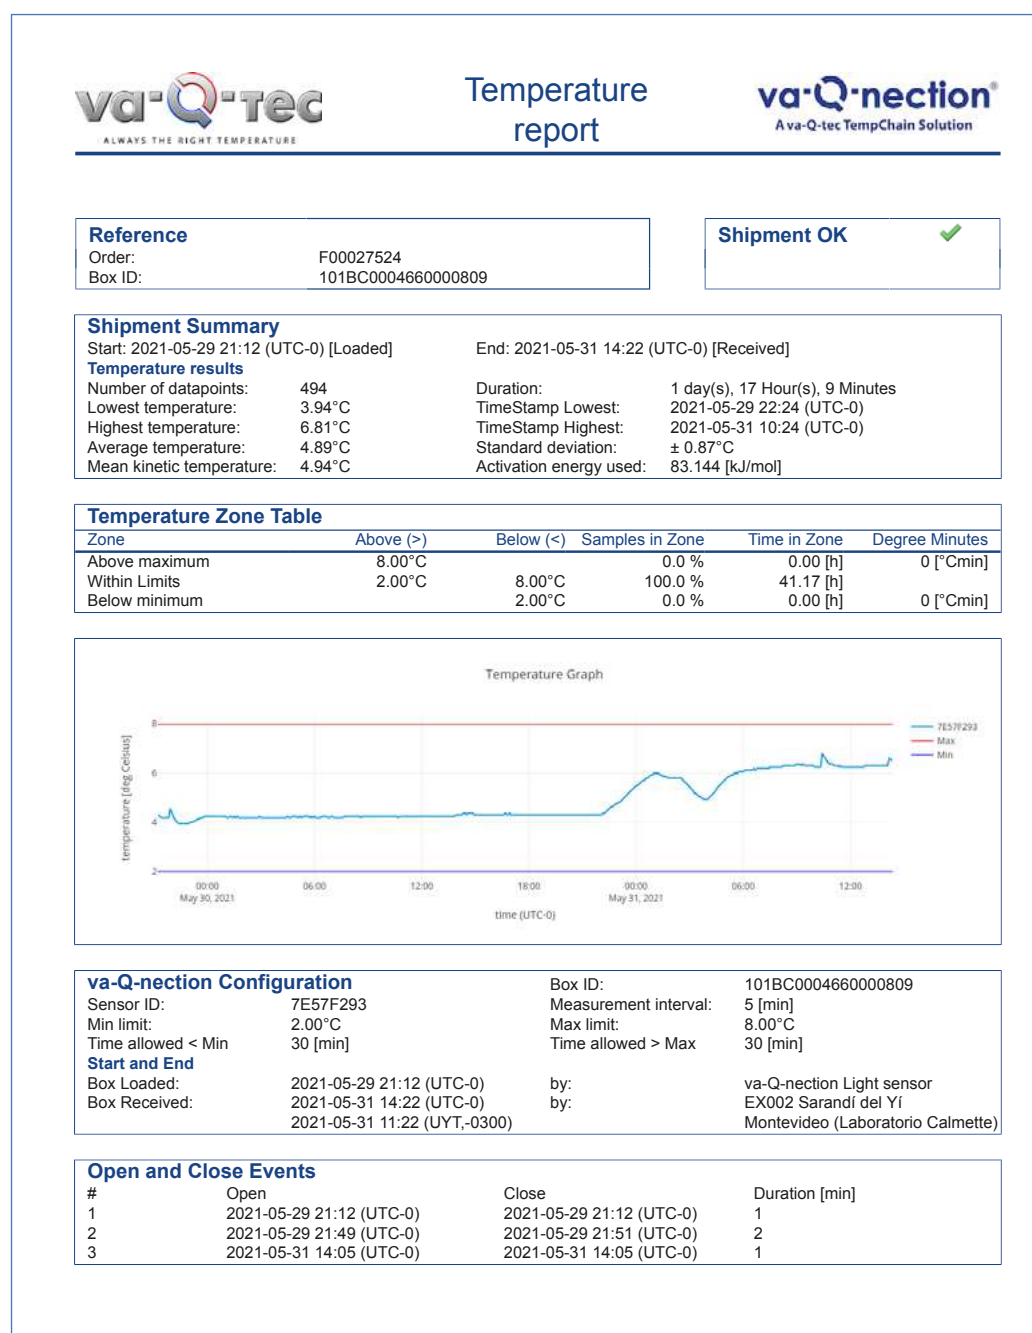 va-Q-tec
ALWAYS THE RIGHT TEMPERATURE
Temperature
report
va-Q-nection®
A va-Q-tec TempChain Solution
Reference
Order: F00027524
Box ID: 101BC0004660000809
Shipment OK
Shipment Summary
Start: 2021-05-29 21:12 (UTC-0) [Loaded] End: 2021-05-31 14:22 (UTC-0) [Received]
Temperature results
Number of datapoints: 494 Duration: 1 day(s), 17 Hour(s), 9 Minutes
Lowest temperature: 3.94°C TimeStamp Lowest: 2021-05-29 22:24 (UTC-0)
Highest temperature: 6.81°C TimeStamp Highest: 2021-05-31 10:24 (UTC-0)
Average temperature: 4.89°C Standard deviation: ± 0.87°C
Mean kinetic temperature: 4.94°C Activation energy used: 83.144 [kJ/mol]
Temperature Zone Table
Zone Above (>) Below (<) Samples in Zone Time in Zone Degree Minutes
Above maximum 8.00°C 0.0 % 0.00 [h] 0 [°Cmin]
Within Limits 2.00°C 8.00°C 100.0 % 41.17 [h]
Below minimum 2.00°C 0.0 % 0.00 [h] 0 [°Cmin]
Temperature Graph
temperature [deg Celsius]
8
6
4
2
7E57F293
Max
Min
00:00 06:00 12:00 18:00 00:00 06:00 12:00
May 30, 2021 May 31, 2021
time (UTC-0)
va-Q-nection Configuration Box ID: 101BC0004660000809
Sensor ID: 7E57F293 Measurement interval: 5 [min]
Min limit: 2.00°C Max limit: 8.00°C
Time allowed < Min 30 [min] Time allowed > Max 30 [min]
Start and End
Box Loaded: 2021-05-29 21:12 (UTC-0) by: va-Q-nection Light sensor
Box Received: 2021-05-31 14:22 (UTC-0) by: EX002 Sarandí del Yí
2021-05-31 11:22 (UYT,-0300) Montevideo (Laboratorio Calmette)
Open and Close Events
# Open Close Duration [min]
1 2021-05-29 21:12 (UTC-0) 2021-05-29 21:12 (UTC-0) 1
2 2021-05-29 21:49 (UTC-0) 2021-05-29 21:51 (UTC-0) 2
3 2021-05-31 14:05 (UTC-0) 2021-05-31 14:05 (UTC-0) 1